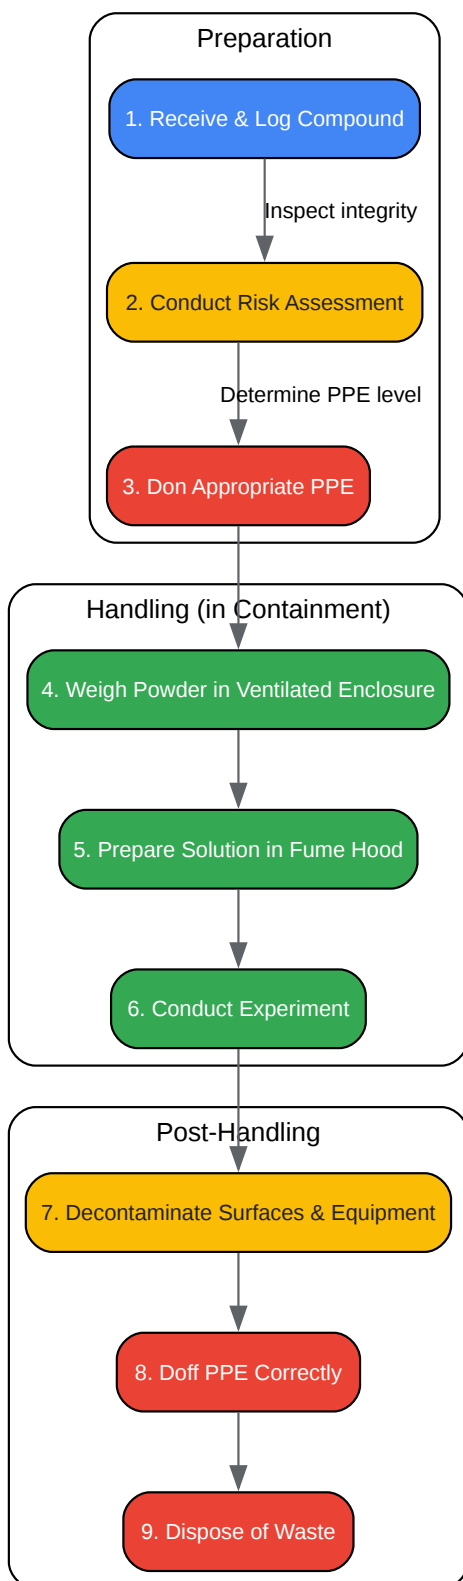 Preparation
1. Receive & Log Compound
Inspect integrity
2. Conduct Risk Assessment
Determine PPE level
3. Don Appropriate PPE
Handling (in Containment)
4. Weigh Powder in Ventilated Enclosure
5. Prepare Solution in Fume Hood
6. Conduct Experiment
Post-Handling
7. Decontaminate Surfaces & Equipment
8. Doff PPE Correctly
9. Dispose of Waste